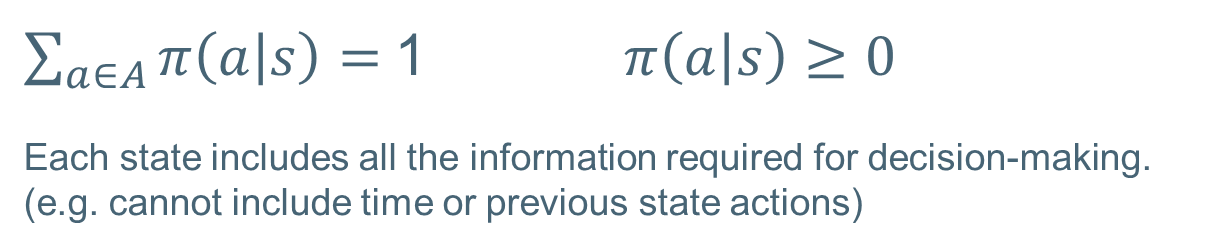 ∑a∈A π(a|s) = 1 π(a|s) ≥ 0
Each state includes all the information required for decision-making.
(e.g. cannot include time or previous state actions)